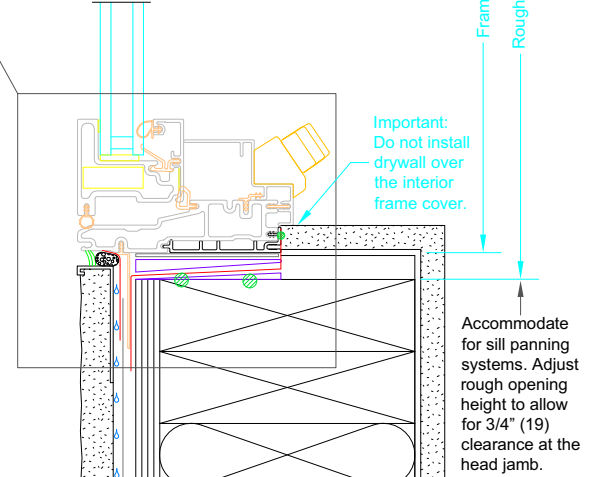 Fram
Rough
Important:
Do not install
drywall over
the interior
frame cover.
Accommodate
for sill panning
systems. Adjust
rough opening
height to allow
for 3/4” (19)
clearance at the
head jamb.